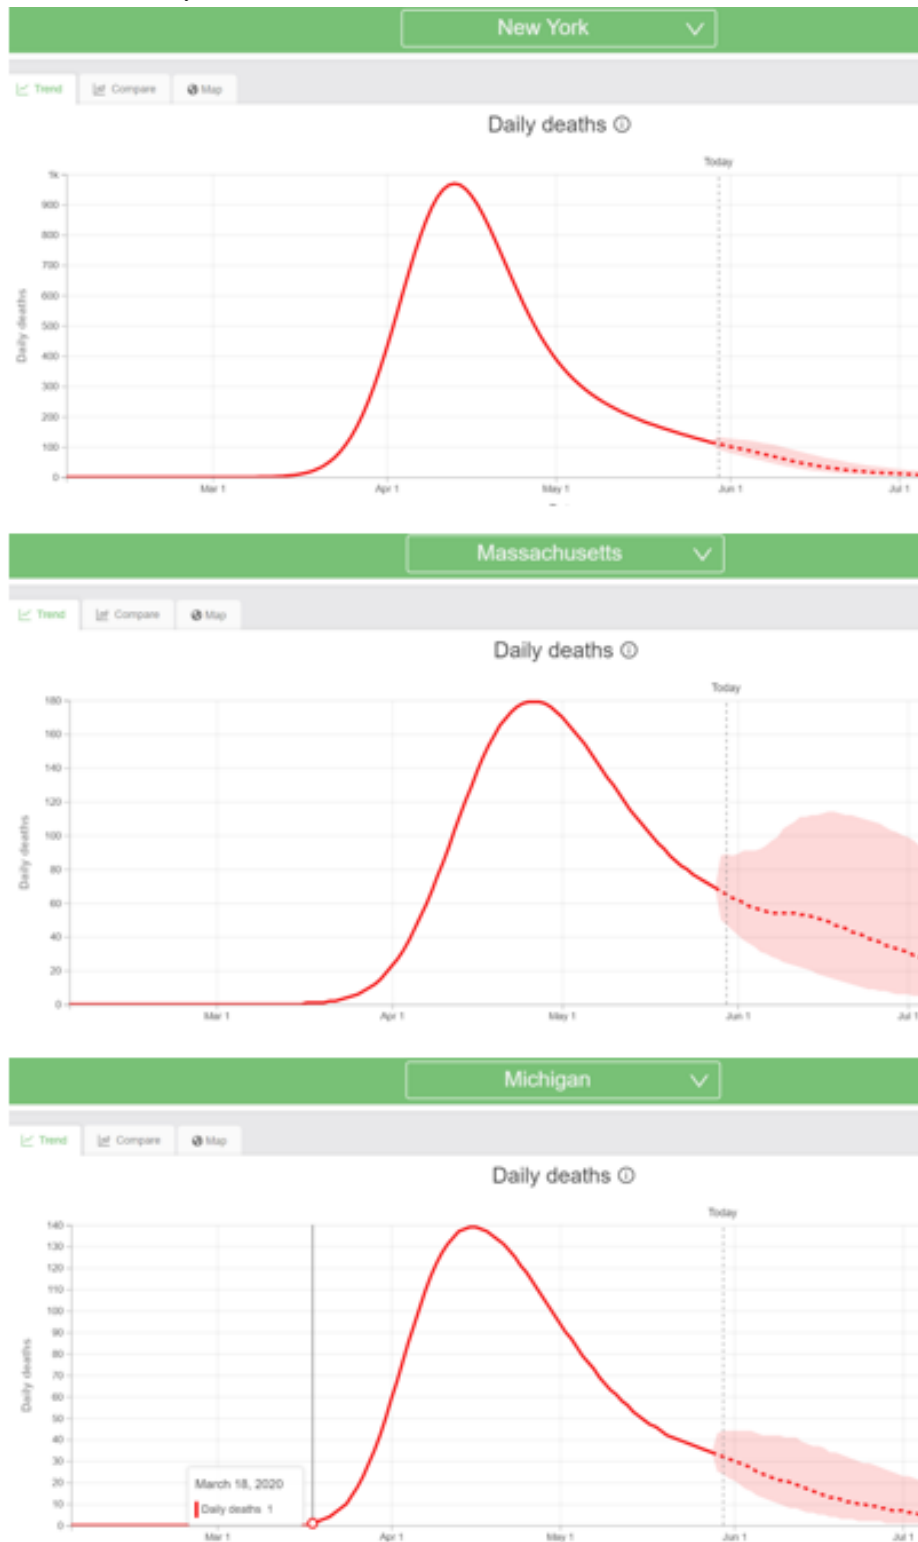 New York
Trend Compare Map
Daily deaths
Today
1k
900
800
700
600
500
400
300
200
100
0
Daily deaths
Mar 1 Apr 1 May 1 Jun 1 Jul 1
Massachusetts
Trend Compare Map
Daily deaths
Today
180
160
140
120
100
80
60
40
20
0
Daily deaths
Mar 1 Apr 1 May 1 Jun 1 Jul 1
Michigan
Trend Compare Map
Daily deaths
Today
140
130
120
110
100
90
80
70
60
50
40
30
20
10
0
Daily deaths
March 18, 2020
Daily deaths 1
Mar 1 Apr 1 May 1 Jun 1 Jul 1